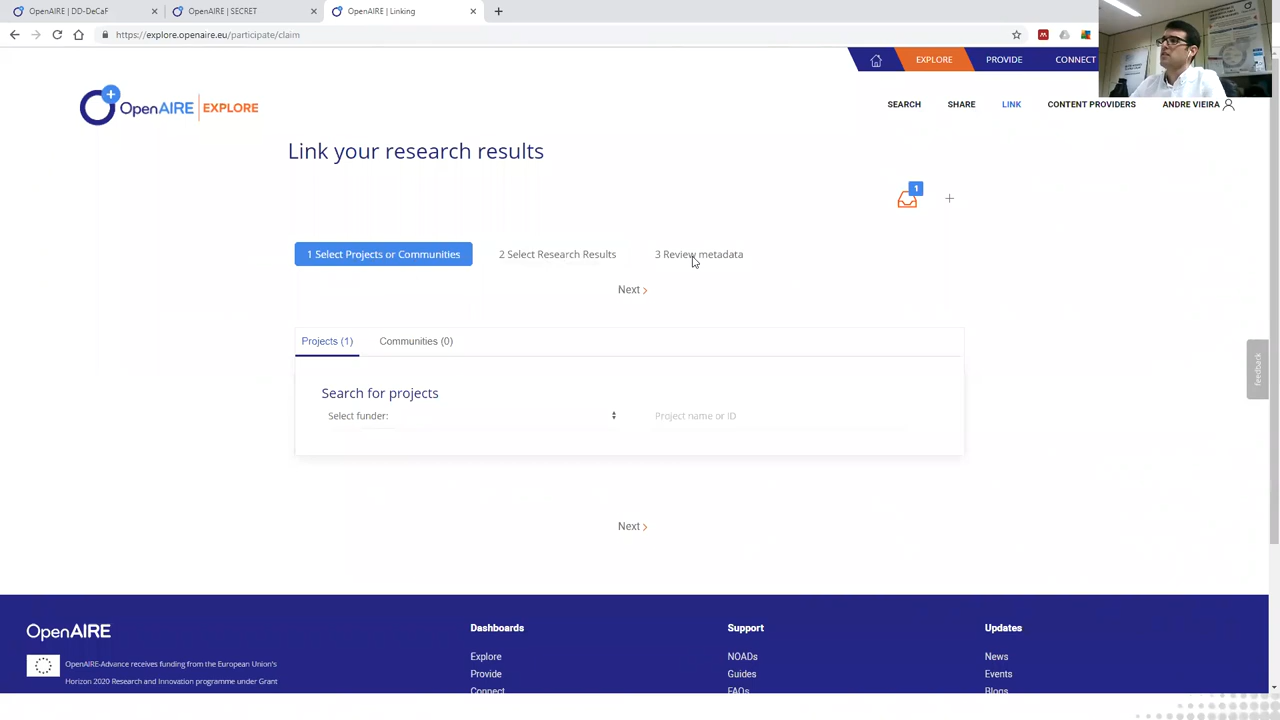 OpenAIRE | DD-DeCaF
OpenAIRE | SECRET
OpenAIRE | Linking
https://explore.openaire.eu/participate/claim
EXPLORE
PROVIDE
CONNECT
OpenAIRE | EXPLORE
SEARCH
SHARE
LINK
CONTENT PROVIDERS
ANDRE VIEIRA
Link your research results
1
1 Select Projects or Communities
2 Select Research Results
3 Review metadata
Next >
Projects (1)
Communities (0)
Search for projects
Select funder:
Project name or ID
Next >
feedback
OpenAIRE
OpenAIRE-Advance receives funding from the European Union's
Horizon 2020 Research and Innovation programme under Grant
Dashboards
Explore
Provide
Connect
Support
NOADs
Guides
FAQs
Updates
News
Events
Blogs